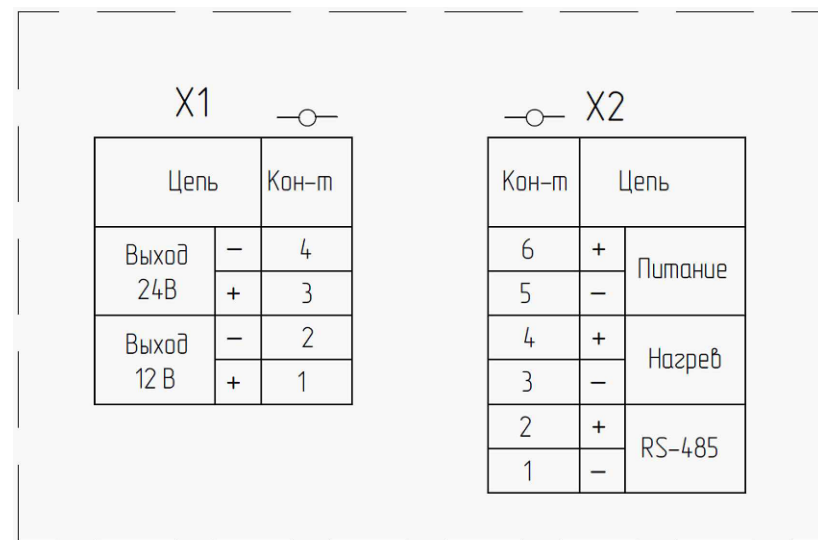 X1
Цепь Кон-т
Выход 24В – 4
+ 3
Выход 12 В – 2
+ 1
X2
Кон-т Цепь
6 + Питание
5 –
4 + Нагрев
3 –
2 + RS-485
1 –